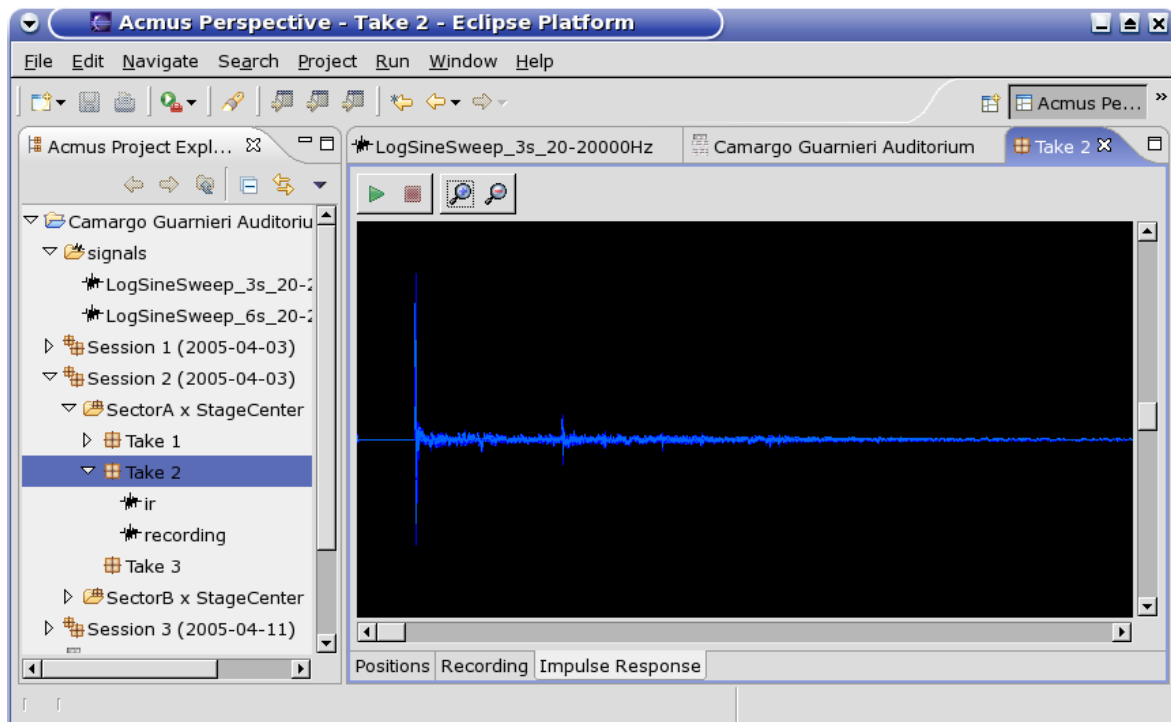 Acmus Perspective - Take 2 - Eclipse Platform
File Edit Navigate Search Project Run Window Help
Acmus Pe... »
Acmus Project Expl...
LogSineSweep_3s_20-20000Hz
Camargo Guarnieri Auditorium
Take 2
Camargo Guarnieri Auditoriu
signals
LogSineSweep_3s_20-2
LogSineSweep_6s_20-2
Session 1 (2005-04-03)
Session 2 (2005-04-03)
SectorA x StageCenter
Take 1
Take 2
ir
recording
Take 3
SectorB x StageCenter
Session 3 (2005-04-11)
Positions Recording Impulse Response